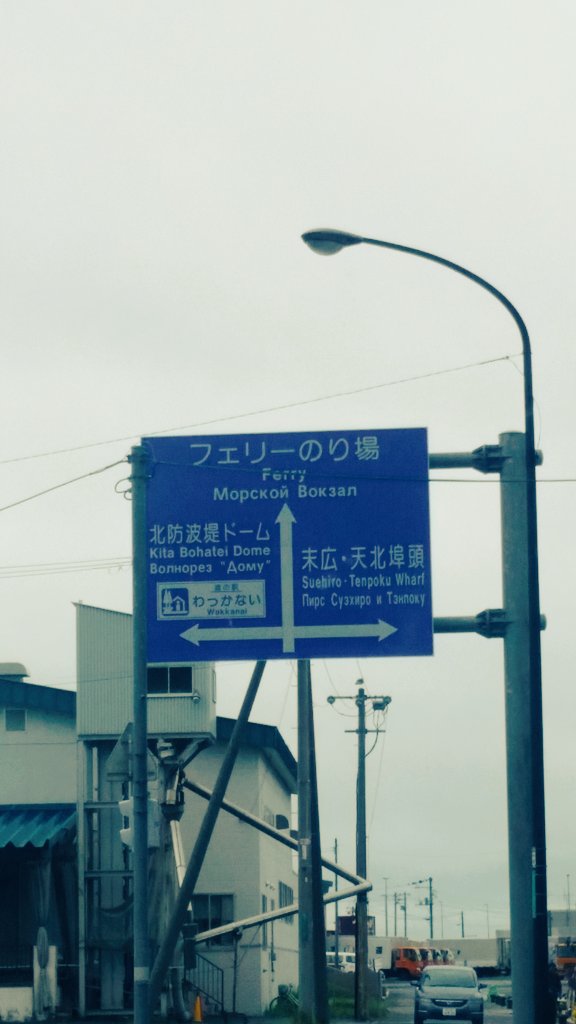 フェリーのり場
Ferry
Морской Вокзал
北防波堤ドーム
Kita Bohatei Dome
Волнорез "Дому"
道の駅
わっかない
Wakkanai
末広・天北埠頭
Suehiro-Tenpoku Wharf
Пирс Суэхиро и Тэнпоку